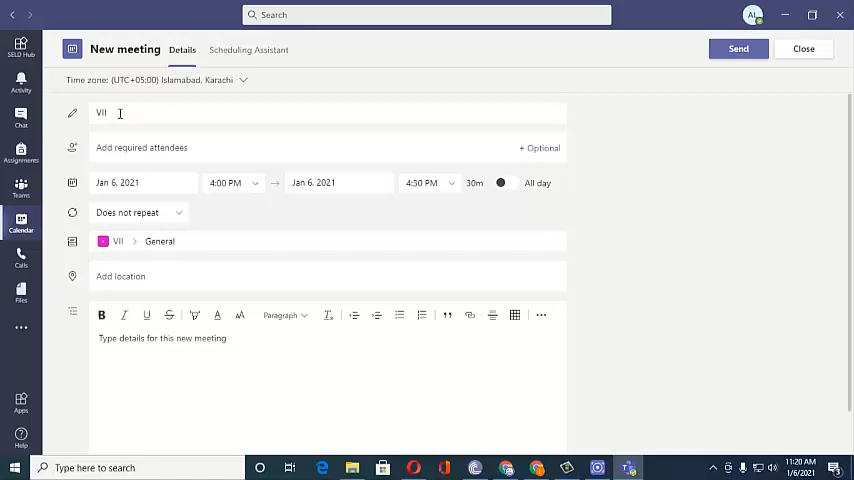 Search
AL
SELD Hub
Activity
Chat
Assignments
Teams
Calendar
Calls
Files
Apps
Help
New meeting Details Scheduling Assistant Send Close
Time zone: (UTC+05:00) Islamabad, Karachi
VII
Add required attendees + Optional
Jan 6, 2021 4:00 PM → Jan 6, 2021 4:30 PM 30m All day
Does not repeat
VII > General
Add location
B I U S A AA Paragraph
Type details for this new meeting
Type here to search
11:20 AM
1/6/2021
3